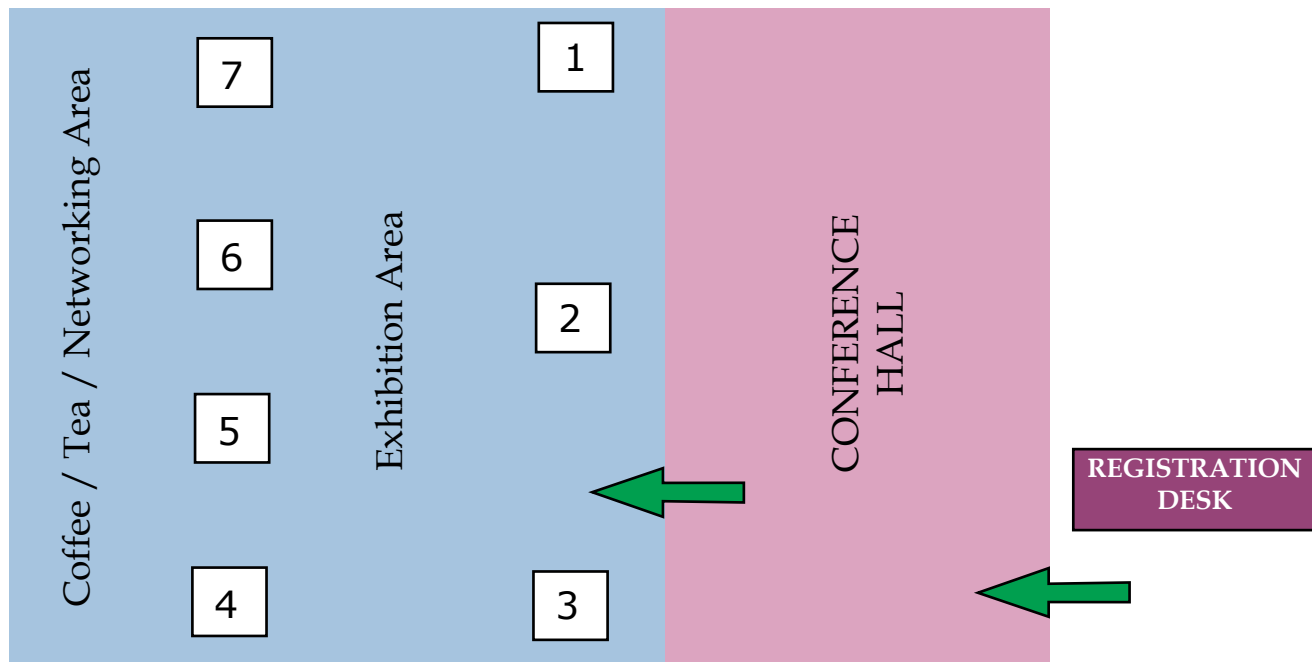 Coffee / Tea / Networking Area
7
6
5
4
Exhibition Area
1
2
3
CONFERENCE
HALL
REGISTRATION
DESK